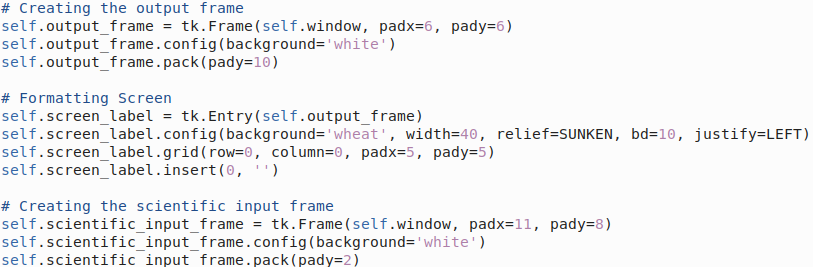 # Creating the output frame
self.output_frame = tk.Frame(self.window, padx=6, pady=6)
self.output_frame.config(background='white')
self.output_frame.pack(pady=10)

# Formatting Screen
self.screen_label = tk.Entry(self.output_frame)
self.screen_label.config(background='wheat', width=40, relief=SUNKEN, bd=10, justify=LEFT)
self.screen_label.grid(row=0, column=0, padx=5, pady=5)
self.screen_label.insert(0, '')

# Creating the scientific input frame
self.scientific_input_frame = tk.Frame(self.window, padx=11, pady=8)
self.scientific_input_frame.config(background='white')
self.scientific_input_frame.pack(pady=2)